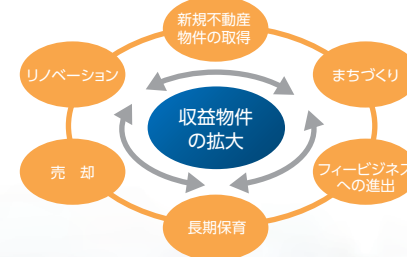 新規不動産
物件の取得
リノベーション
まちづくり
収益物件
の拡大
売 却
フィービジネス
への進出
長期保育